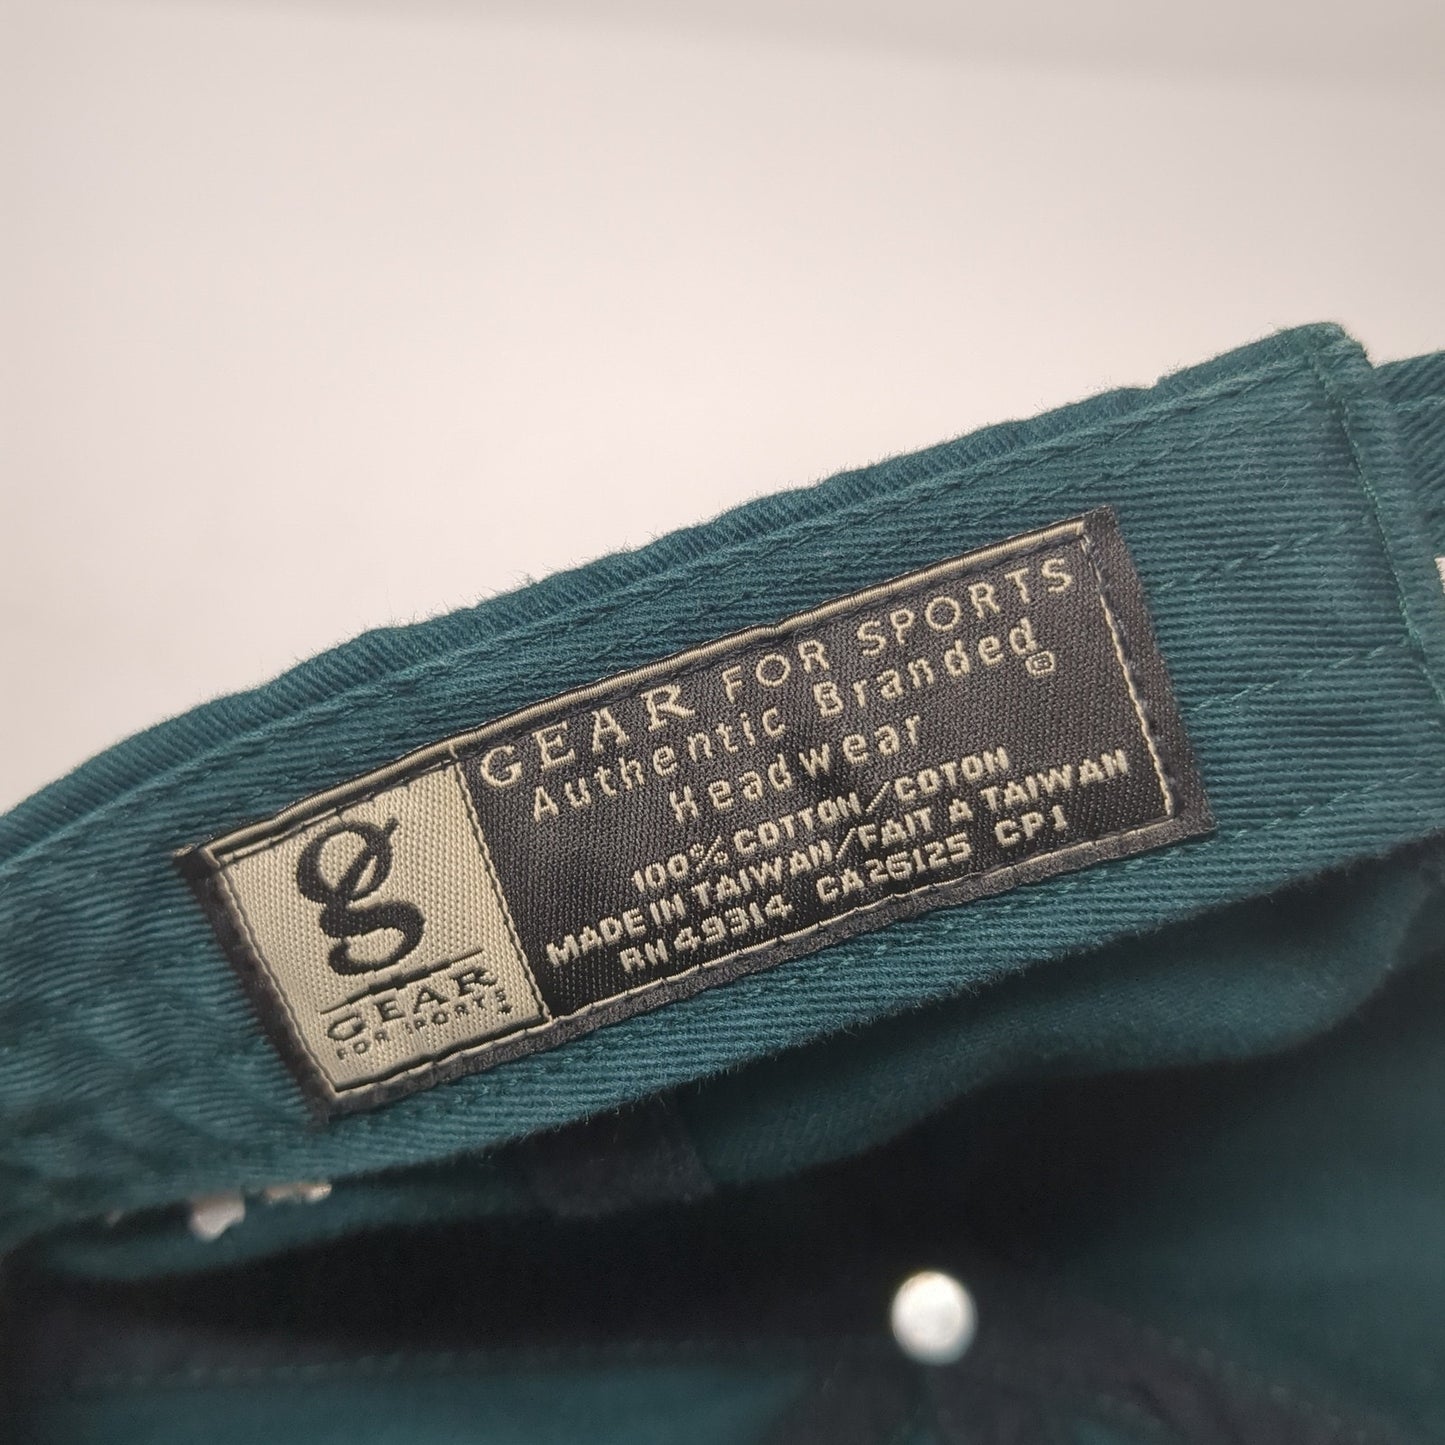 GEAR FOR SPORTS
Authentic Branded®
Headwear
100% COTTON/COTON
MADE IN TAIWAN/FAIT A TAIWAN
RN 49314 CA26125 CP1
g
GEAR
FOR SPORTS